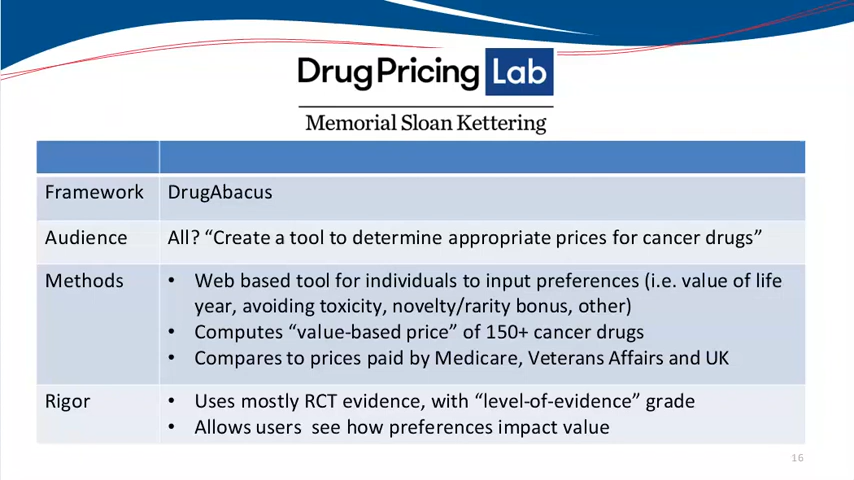 DrugPricing Lab
Memorial Sloan Kettering
Framework DrugAbacus
Audience All? “Create a tool to determine appropriate prices for cancer drugs”
Methods • Web based tool for individuals to input preferences (i.e. value of life
year, avoiding toxicity, novelty/rarity bonus, other)
• Computes “value-based price” of 150+ cancer drugs
• Compares to prices paid by Medicare, Veterans Affairs and UK
Rigor • Uses mostly RCT evidence, with “level-of-evidence” grade
• Allows users see how preferences impact value
16